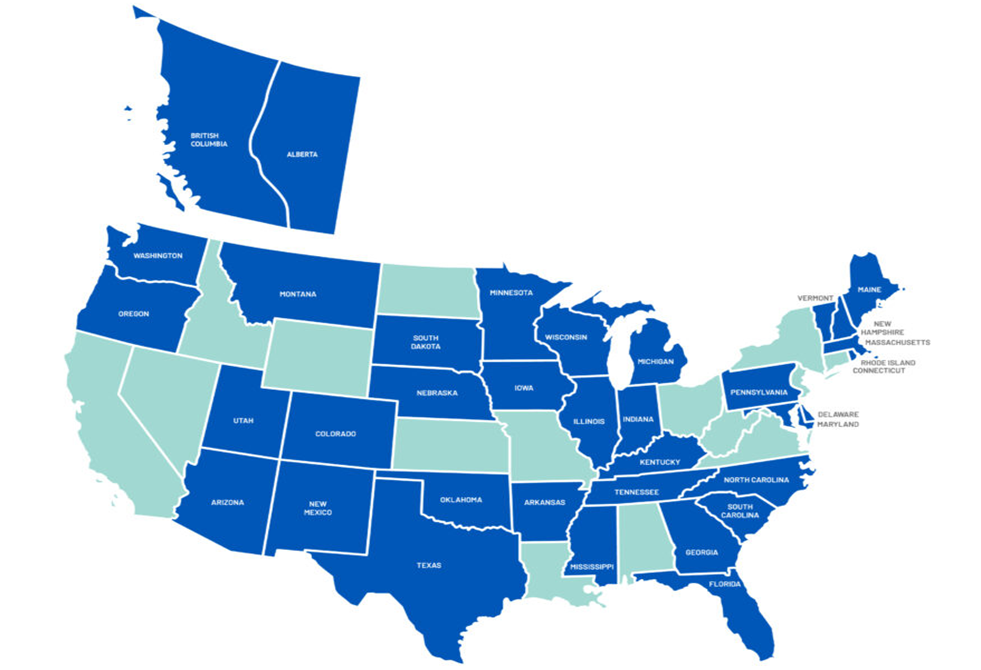 BRITISH
COLUMBIA
ALBERTA
WASHINGTON
OREGON
MONTANA
SOUTH
DAKOTA
NEBRASKA
MINNESOTA
WISCONSIN
MICHIGAN
IOWA
ILLINOIS
INDIANA
UTAH
COLORADO
ARIZONA
NEW
MEXICO
OKLAHOMA
TEXAS
ARKANSAS
KENTUCKY
TENNESSEE
MISSISSIPPI
GEORGIA
FLORIDA
NORTH CAROLINA
SOUTH
CAROLINA
PENNSYLVANIA
MAINE
VERMONT
NEW
HAMPSHIRE
MASSACHUSETTS
RHODE ISLAND
CONNECTICUT
DELAWARE
MARYLAND